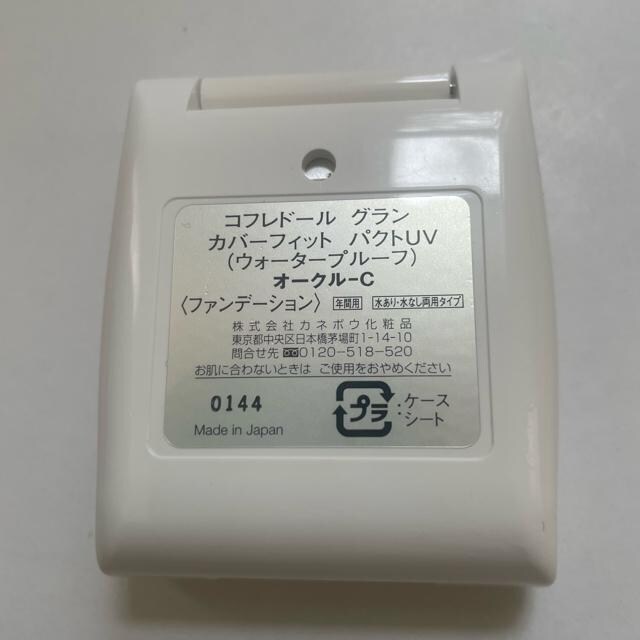 コフレドール グラン
カバーフィット パクトUV
(ウォータープルーフ)
オークル-C
〈ファンデーション〉 年間用 水あり・水なし両用タイプ
株式会社カネボウ化粧品
東京都中央区日本橋茅場町1-14-10
問合せ先 0120-518-520
お肌に合わないときは ご使用をおやめください
0144
プラ :ケース
シート
Made in Japan